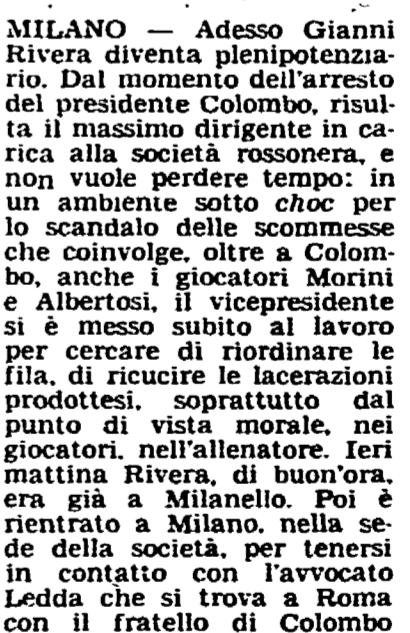 MILANO — Adesso Gianni
Rivera diventa plenipotenzia-
rio. Dal momento dell'arresto
del presidente Colombo, risul-
ta il massimo dirigente in ca-
rica alla società rossonera, e
non vuole perdere tempo: in
un ambiente sotto choc per
lo scandalo delle scommesse
che coinvolge, oltre a Colom-
bo, anche i giocatori Morini
e Albertosi, il vicepresidente
si è messo subito al lavoro
per cercare di riordinare le
fila, di ricucire le lacerazioni
prodottesi, soprattutto dal
punto di vista morale, nei
giocatori, nell'allenatore. Ieri
mattina Rivera, di buon'ora,
era già a Milanello. Poi è
rientrato a Milano, nella se-
de della società, per tenersi
in contatto con l'avvocato
Ledda che si trova a Roma
con il fratello di Colombo